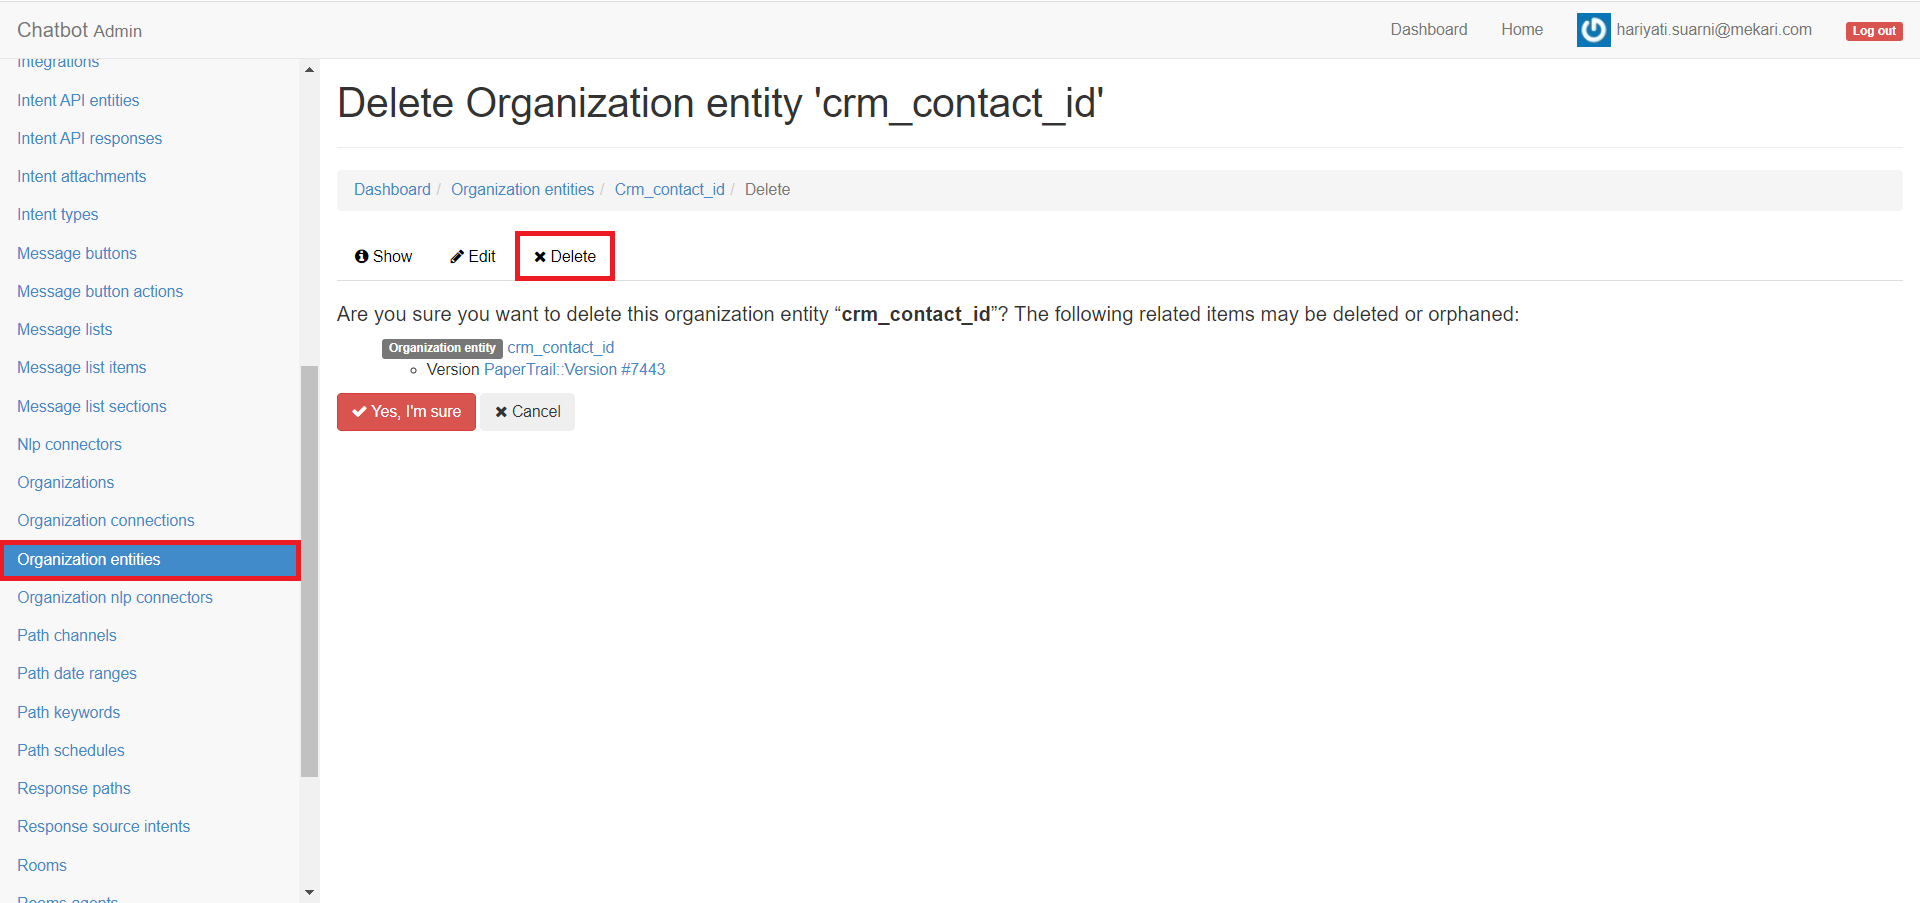 Chatbot Admin
Dashboard
Home
hariyati.suarni@mekari.com
Log out
Integrations
Intent API entities
Intent API responses
Intent attachments
Intent types
Message buttons
Message button actions
Message lists
Message list items
Message list sections
Nlp connectors
Organizations
Organization connections
Organization entities
Organization nlp connectors
Path channels
Path date ranges
Path keywords
Path schedules
Response paths
Response source intents
Rooms
Rooms agents
Delete Organization entity 'crm_contact_id'
Dashboard / Organization entities / Crm_contact_id / Delete
Show
Edit
Delete
Are you sure you want to delete this organization entity “crm_contact_id”? The following related items may be deleted or orphaned:
Organization entity crm_contact_id
Version PaperTrail::Version #7443
Yes, I'm sure
Cancel